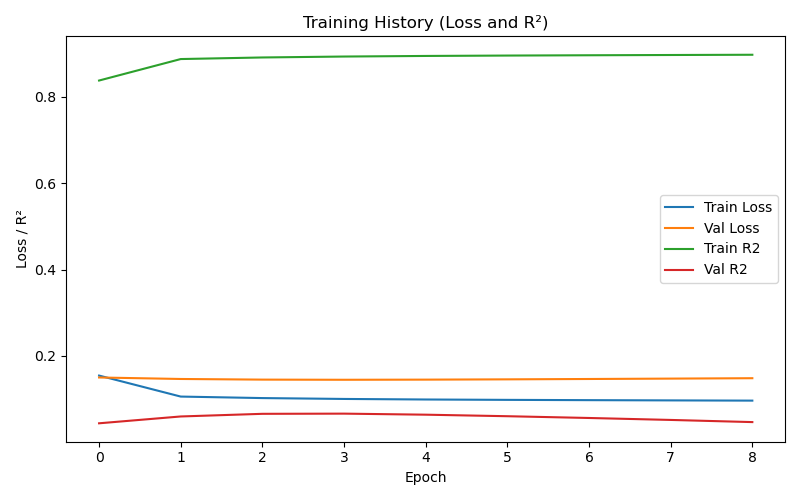 Training History (Loss and R²)
Loss / R²
0.8
0.6
0.4
0.2
Train Loss
Val Loss
Train R2
Val R2
0 1 2 3 4 5 6 7 8
Epoch